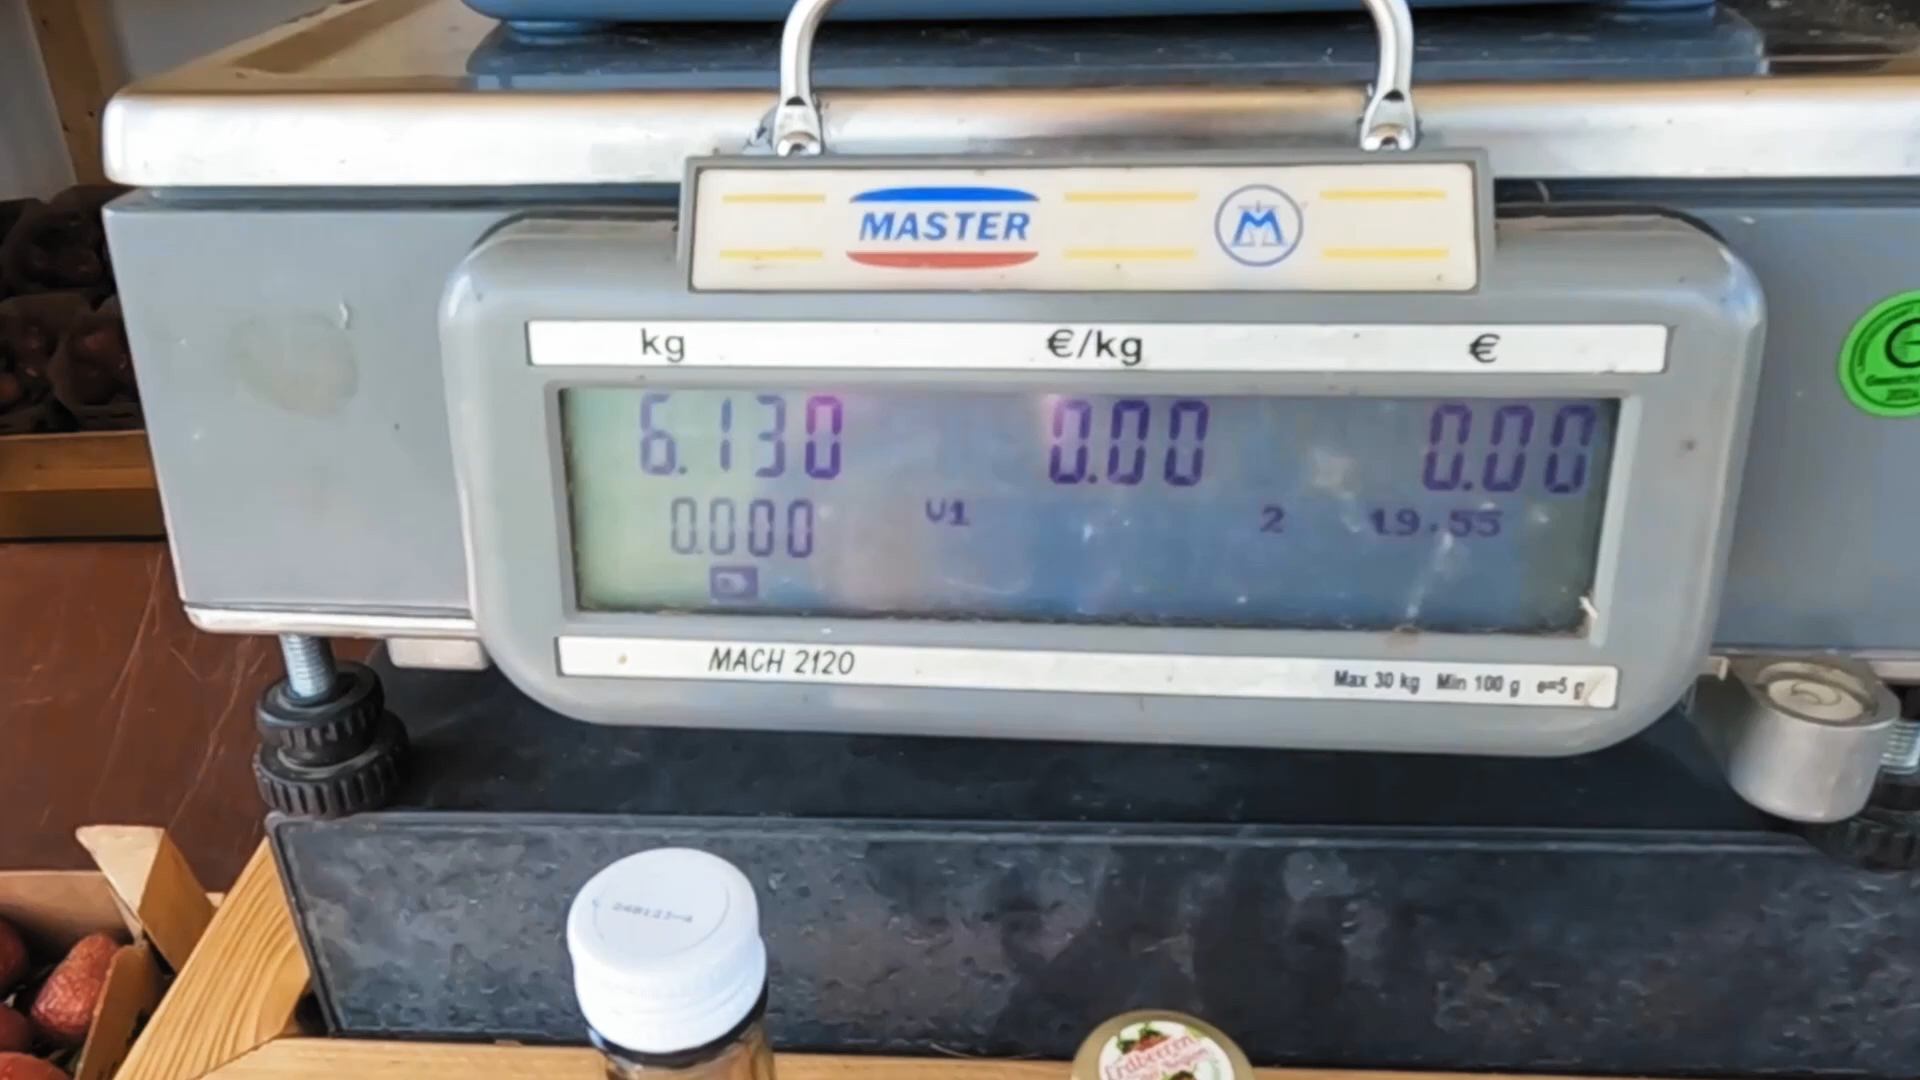 MASTER M
kg €/kg €
6.130 0.00 0.00
0.000 V1 2 19.55
MACH 2120
Max 30 kg Min 100 g e=5 g
Erdbeeren